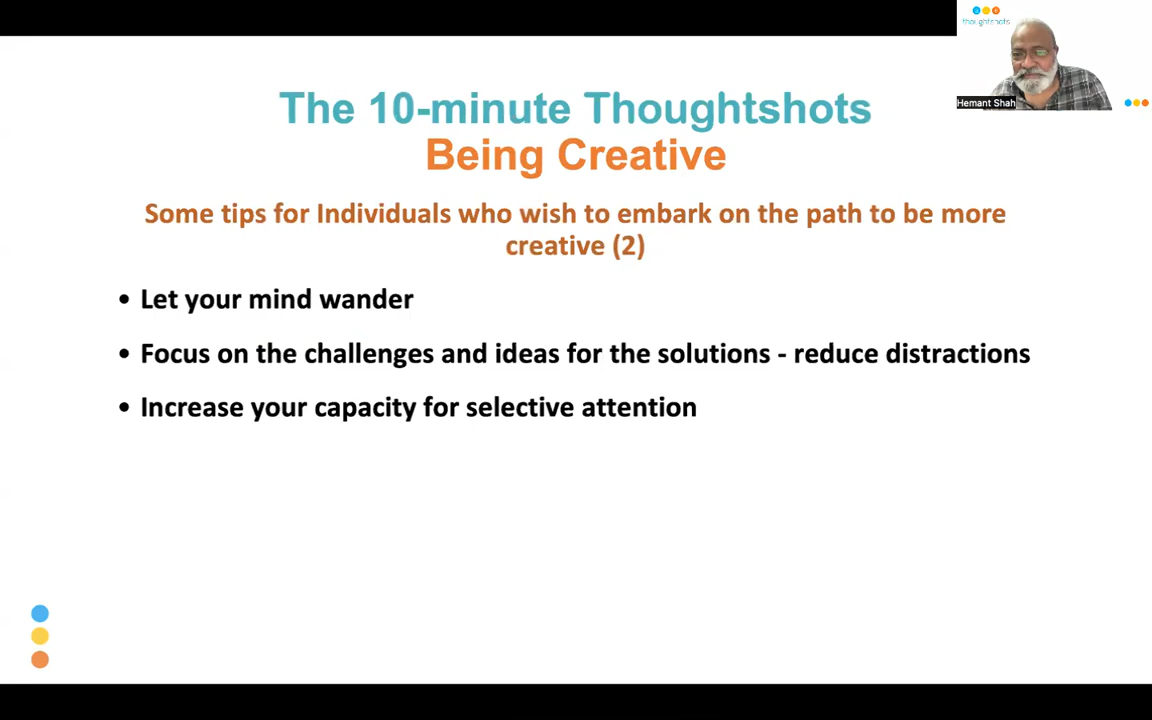 thoughtshots
Hemant Shah
The 10-minute Thoughtshots
Being Creative
Some tips for Individuals who wish to embark on the path to be more
creative (2)
• Let your mind wander
• Focus on the challenges and ideas for the solutions - reduce distractions
• Increase your capacity for selective attention